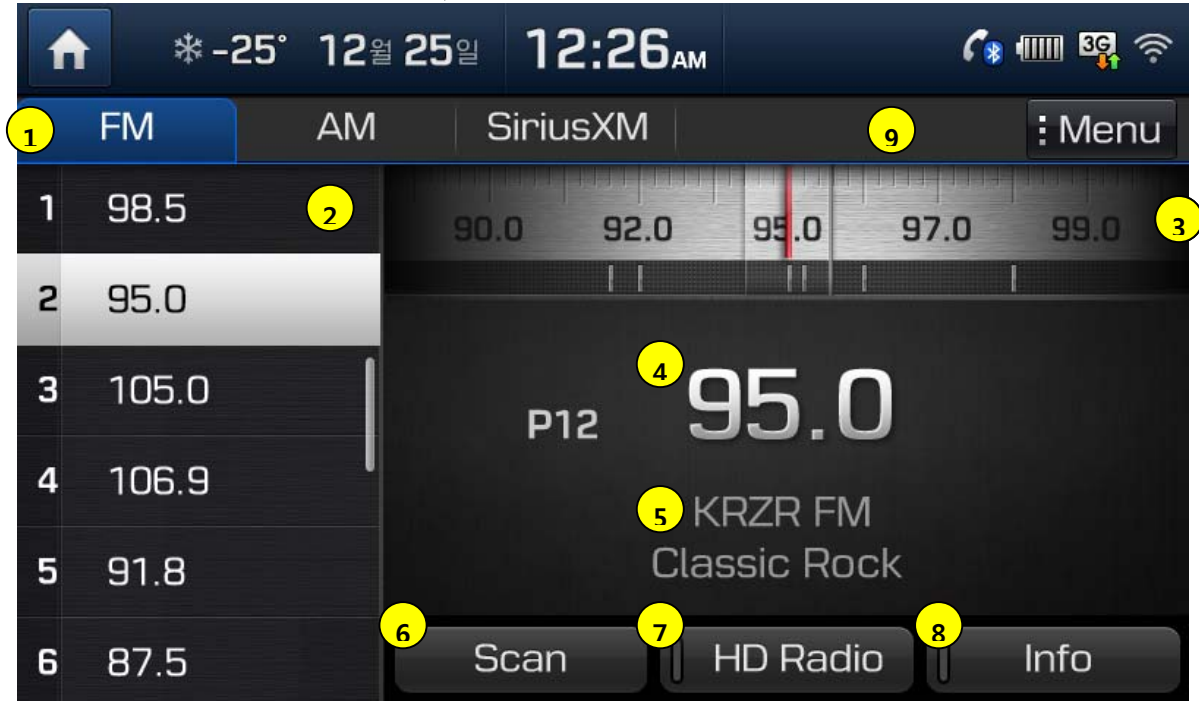 -25° 12월 25일 12:26AM 3G
1 FM AM SiriusXM 9 Menu
1 98.5 2
90.0 92.0 95.0 97.0 99.0 3
2 95.0
3 105.0
4
P12 95.0
4 106.9
5 KRZR FM
Classic Rock
5 91.8
6 87.5
6 Scan 7 HD Radio 8 Info